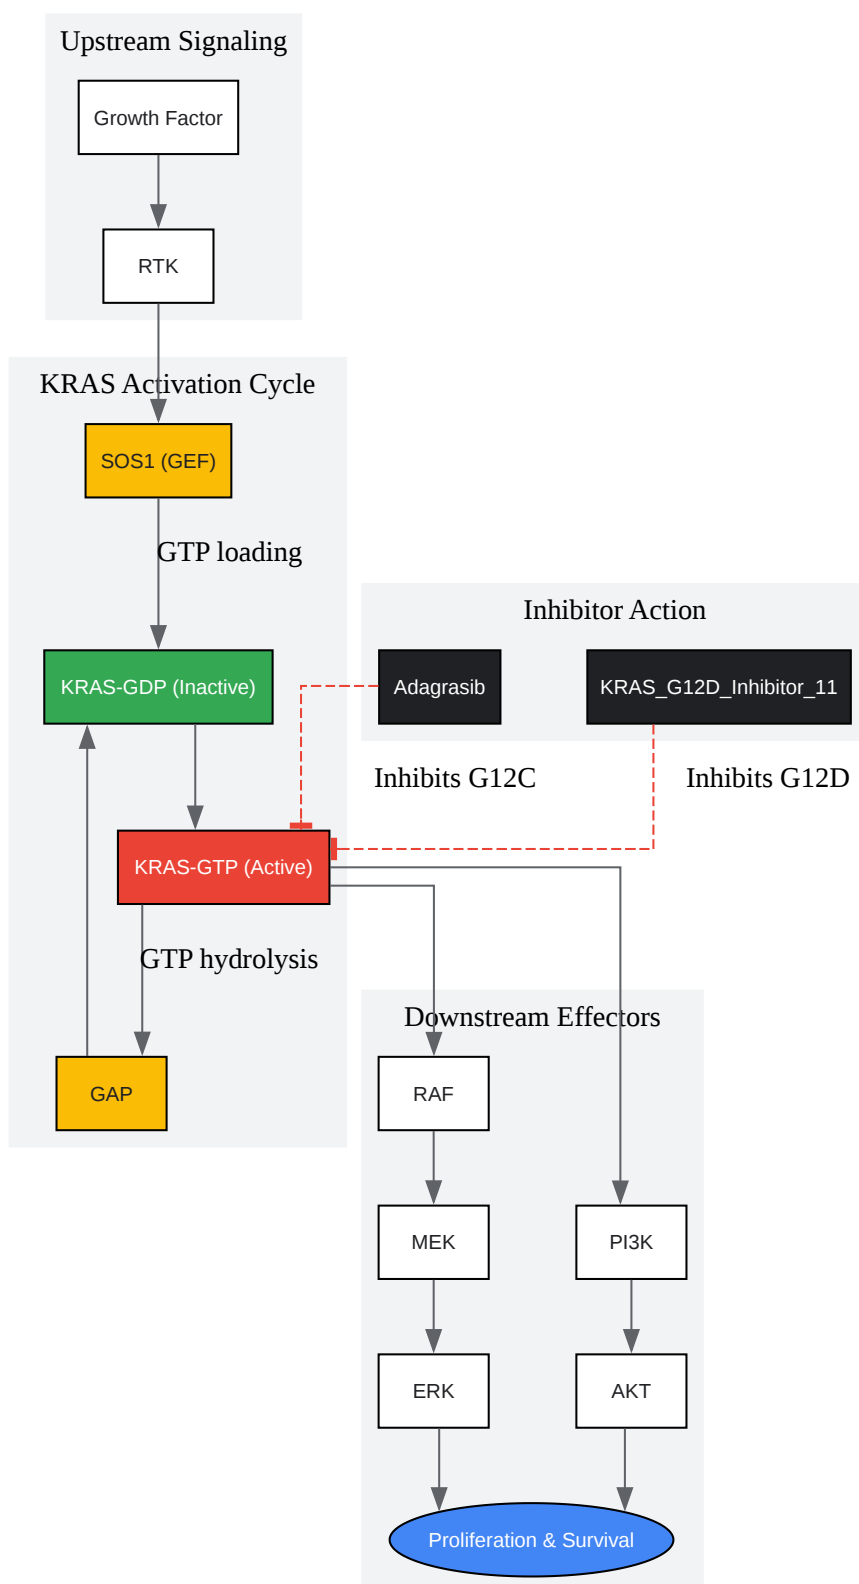 Upstream Signaling
Growth Factor
RTK
KRAS Activation Cycle
SOS1 (GEF)
GTP loading
Inhibitor Action
KRAS-GDP (Inactive)
Adagrasib
KRAS_G12D_Inhibitor_11
Inhibits G12C
Inhibits G12D
KRAS-GTP (Active)
GTP hydrolysis
Downstream Effectors
GAP
RAF
MEK
PI3K
ERK
AKT
Proliferation & Survival